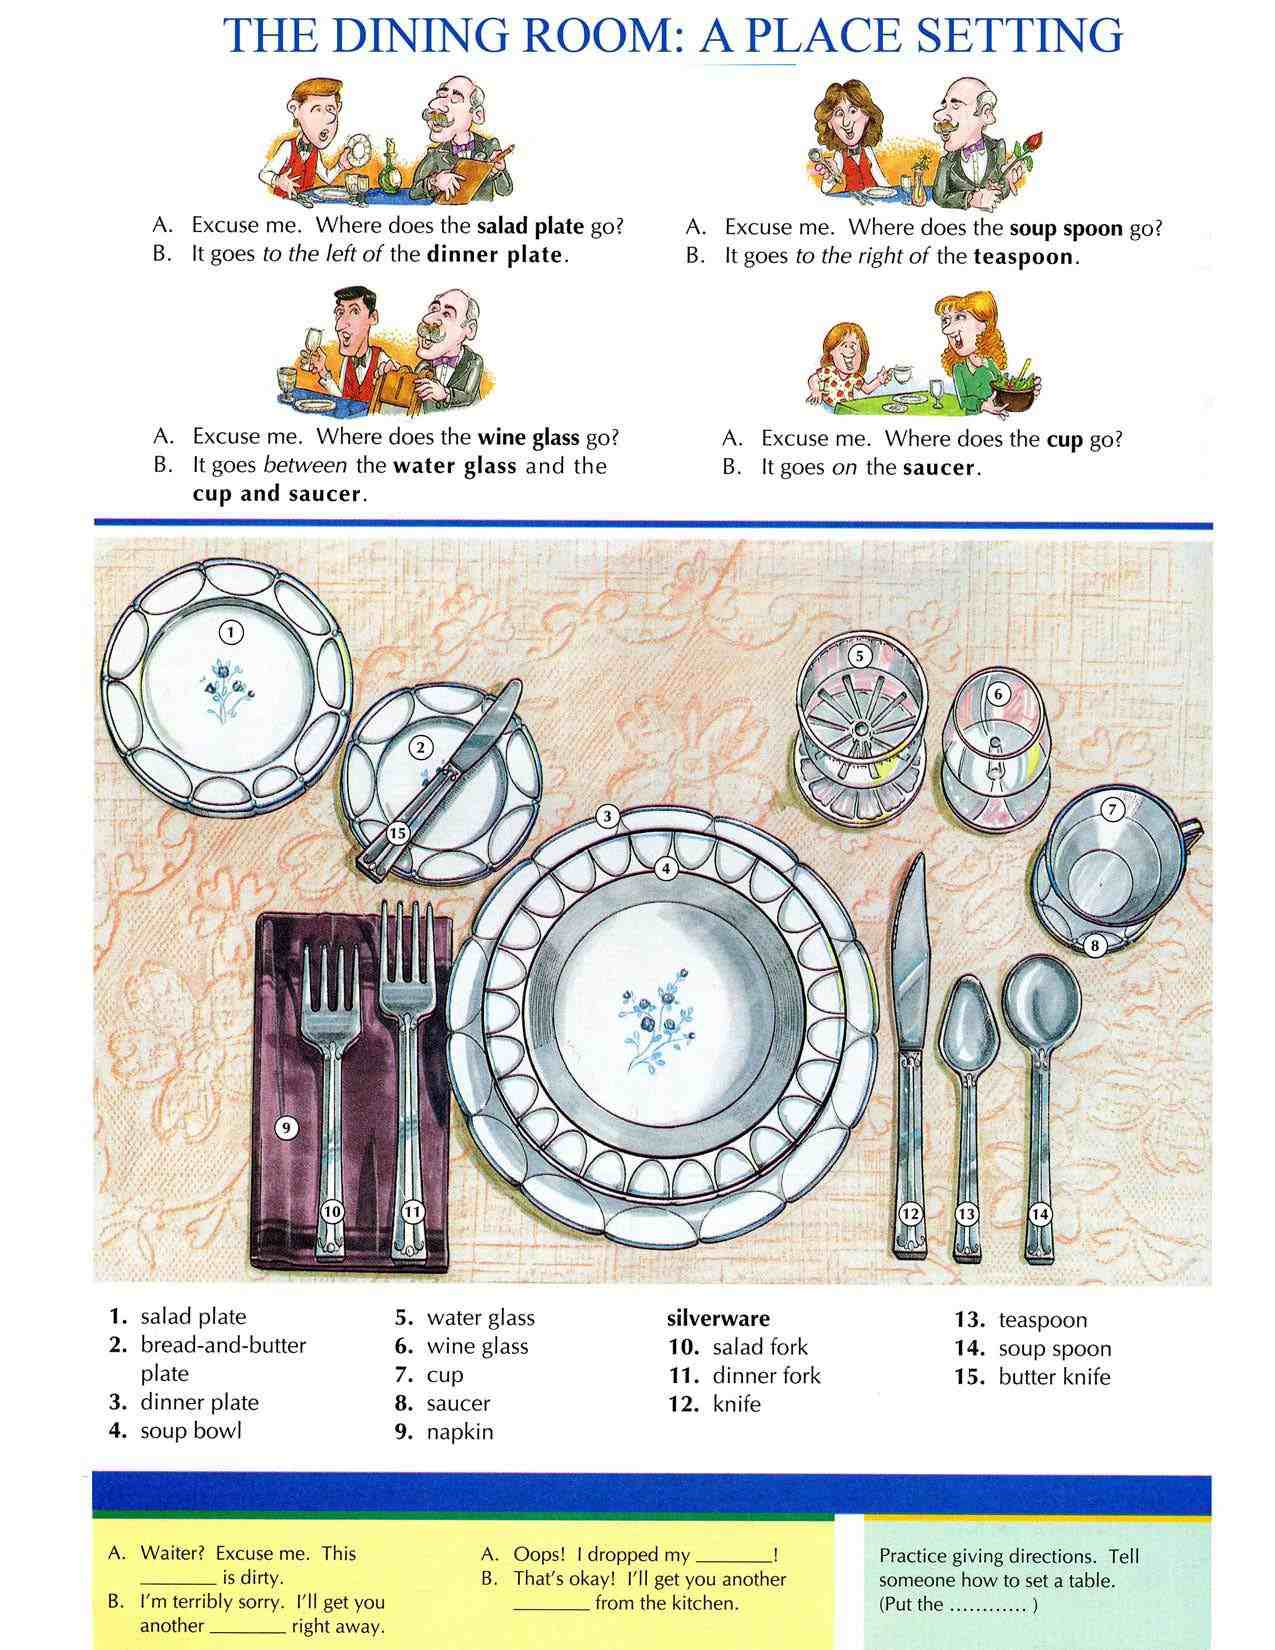 THE DINING ROOM: A PLACE SETTING
A. Excuse me. Where does the salad plate go?
B. It goes to the left of the dinner plate.
A. Excuse me. Where does the soup spoon go?
B. It goes to the right of the teaspoon.
A. Excuse me. Where does the wine glass go?
B. It goes between the water glass and the
cup and saucer.
A. Excuse me. Where does the cup go?
B. It goes on the saucer.
1
2
15
3
4
5
6
7
8
9
10
11
12
13
14
1. salad plate
2. bread-and-butter
plate
3. dinner plate
4. soup bowl
5. water glass
6. wine glass
7. cup
8. saucer
9. napkin
silverware
10. salad fork
11. dinner fork
12. knife
13. teaspoon
14. soup spoon
15. butter knife
A. Waiter? Excuse me. This
_______ is dirty.
B. I'm terribly sorry. I'll get you
another _______ right away.
A. Oops! I dropped my _______!
B. That's okay! I'll get you another
_______ from the kitchen.
Practice giving directions. Tell
someone how to set a table.
(Put the ............ )